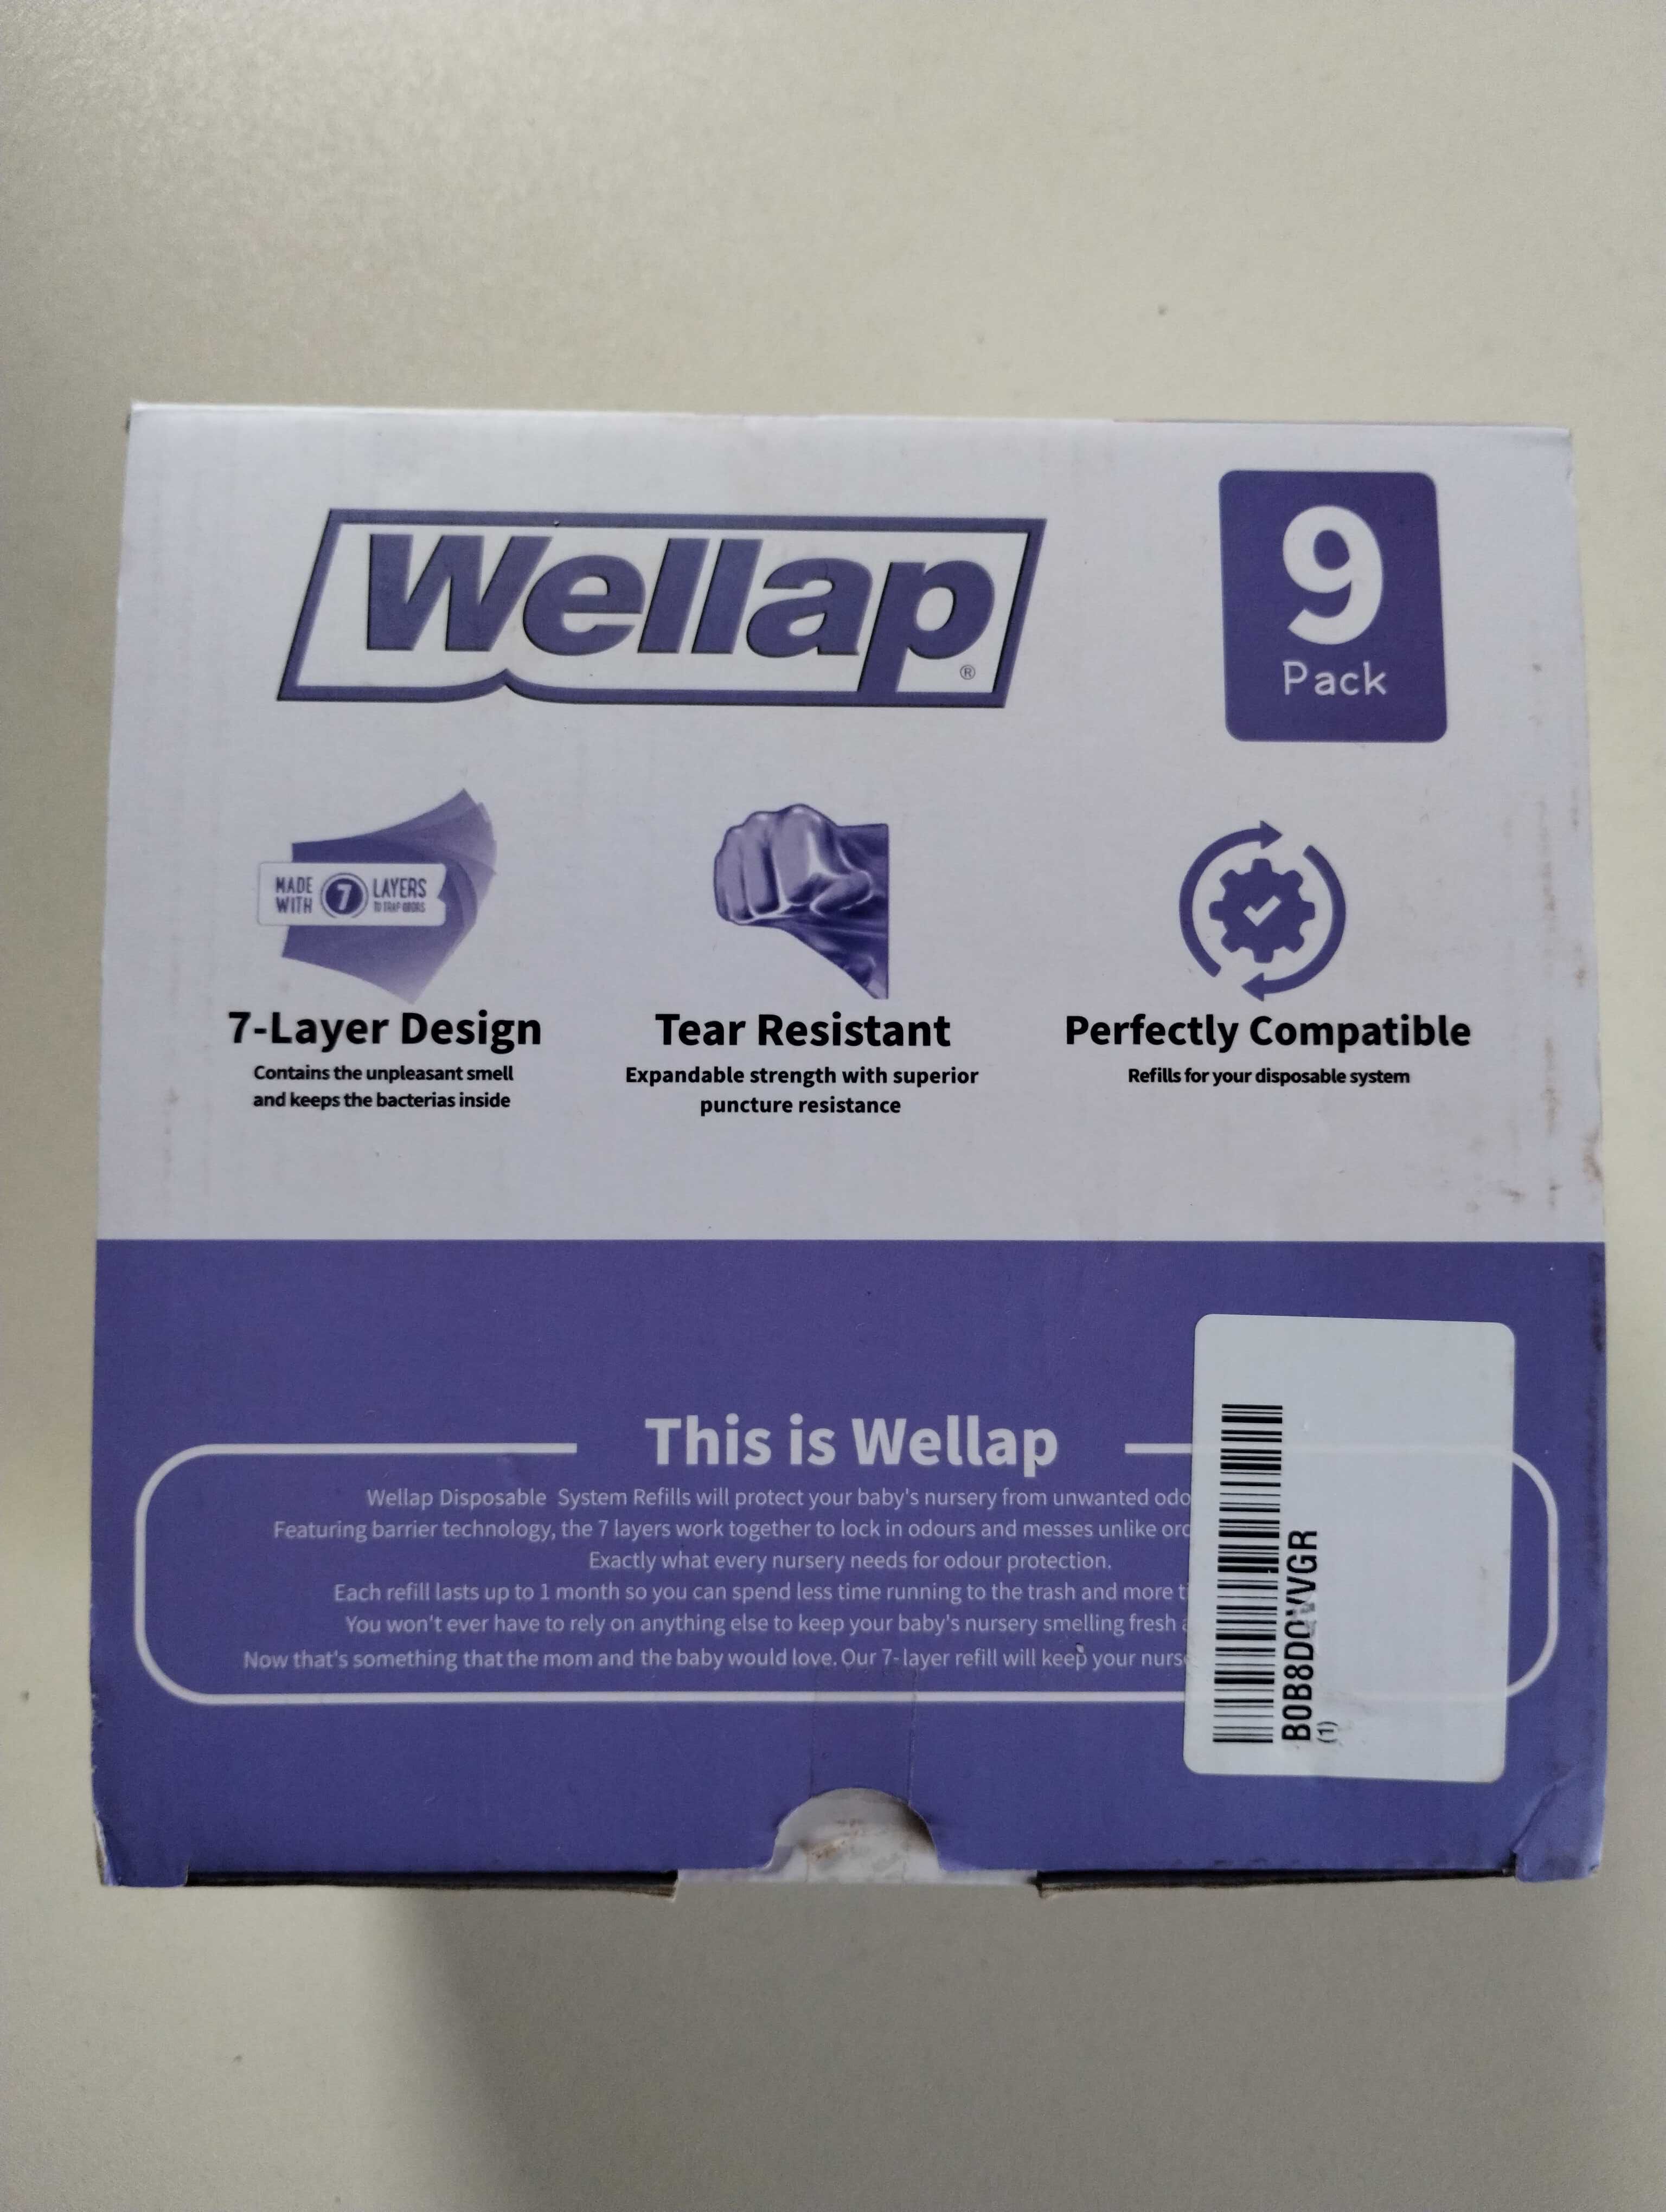 Wellap
®
9
Pack
MADE WITH 7 LAYERS
TO TRAP ODORS
7-Layer Design
Contains the unpleasant smell
and keeps the bacterias inside
Tear Resistant
Expandable strength with superior
puncture resistance
Perfectly Compatible
Refills for your disposable system
This is Wellap
Wellap Disposable System Refills will protect your baby's nursery from unwanted odo
Featuring barrier technology, the 7 layers work together to lock in odours and messes unlike
Exactly what every nursery needs for odour protection.
Each refill lasts up to 1 month so you can spend less time running to the trash and more
You won't ever have to rely on anything else to keep your baby's nursery smelling fresh
Now that's something that the mom and the baby would love. Our 7-layer refill will keep your nurs
(1)